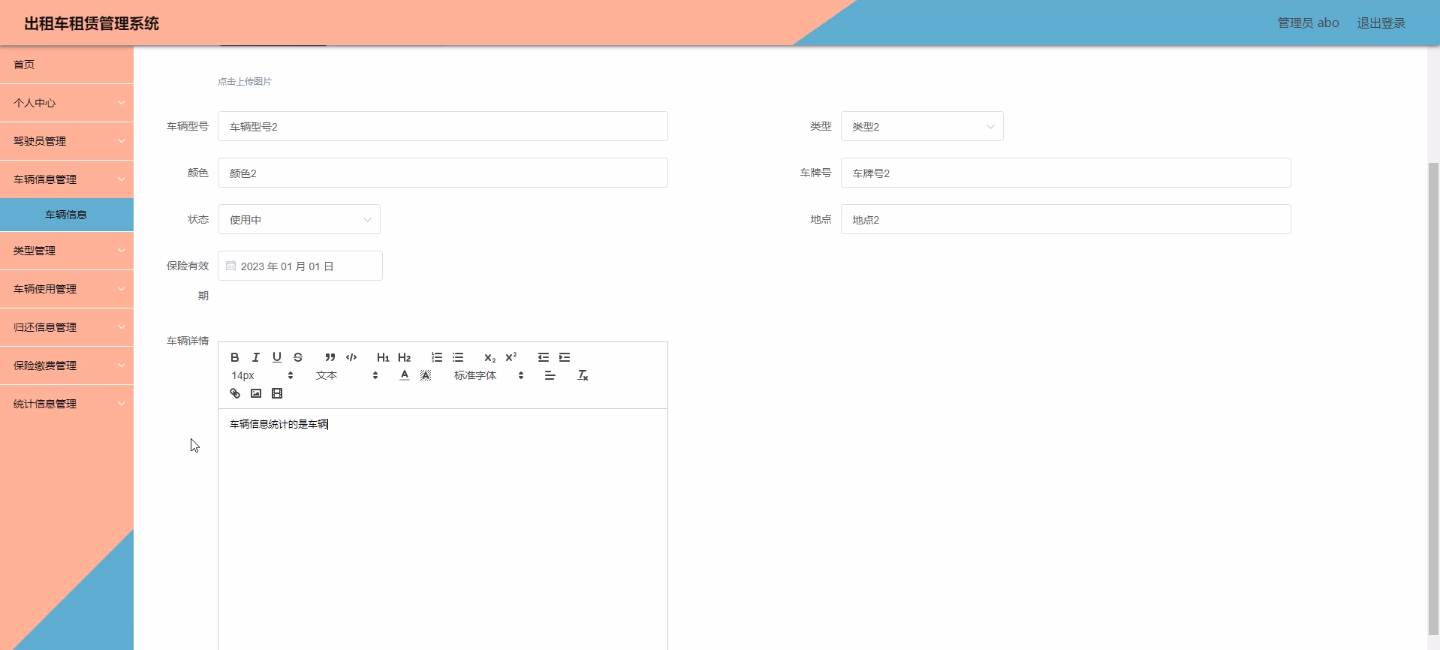 出租车租赁管理系统
管理员 abo 退出登录
首页
个人中心
驾驶员管理
车辆信息管理
车辆信息
类型管理
车辆使用管理
归还信息管理
保险缴费管理
统计信息管理
点击上传图片
车辆型号 车辆型号2 类型 类型2
颜色 颜色2 车牌号 车牌号2
状态 使用中 地点 地点2
保险有效期 2023 年 01 月 01 日
车辆详情
B I U S H1 H2 X2 X2
14px 文本 A A 标准字体 Tx
车辆信息统计的是车辆